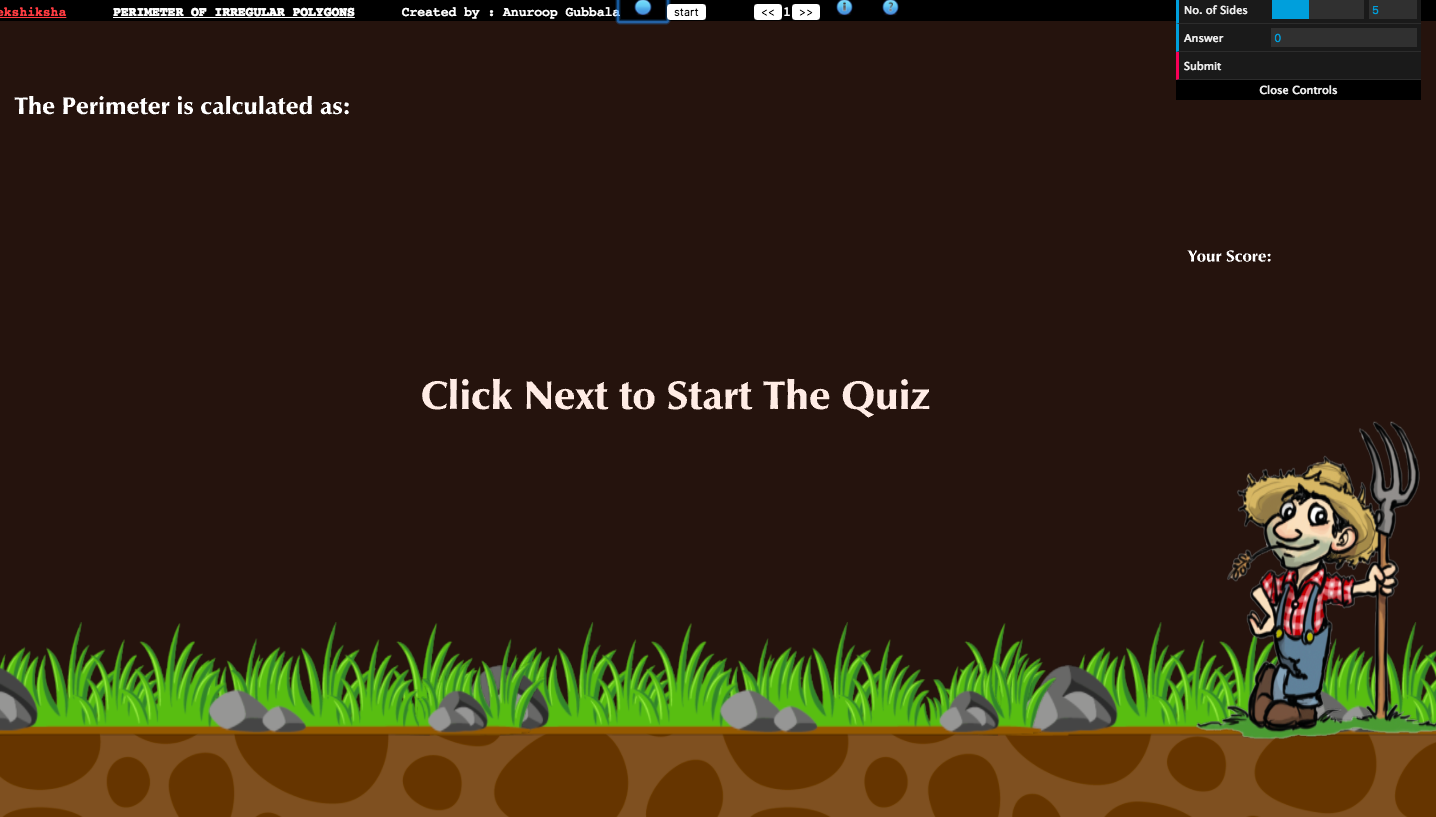 ekshiksha PERIMETER OF IRREGULAR POLYGONS Created by : Anuroop Gubbala start << 1 >> i ?
No. of Sides 5
Answer 0
Submit
Close Controls
The Perimeter is calculated as:
Your Score:
Click Next to Start The Quiz